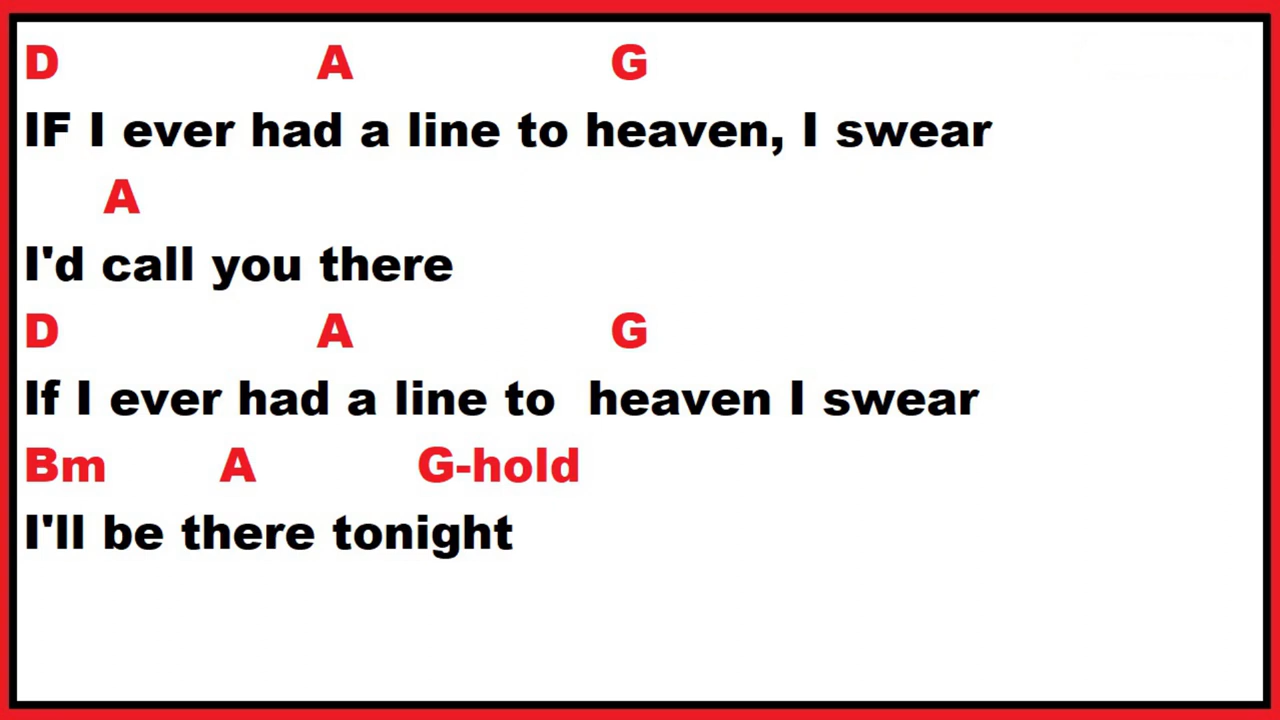 D A G
IF I ever had a line to heaven, I swear
A
I'd call you there
D A G
If I ever had a line to heaven I swear
Bm A G-hold
I'll be there tonight